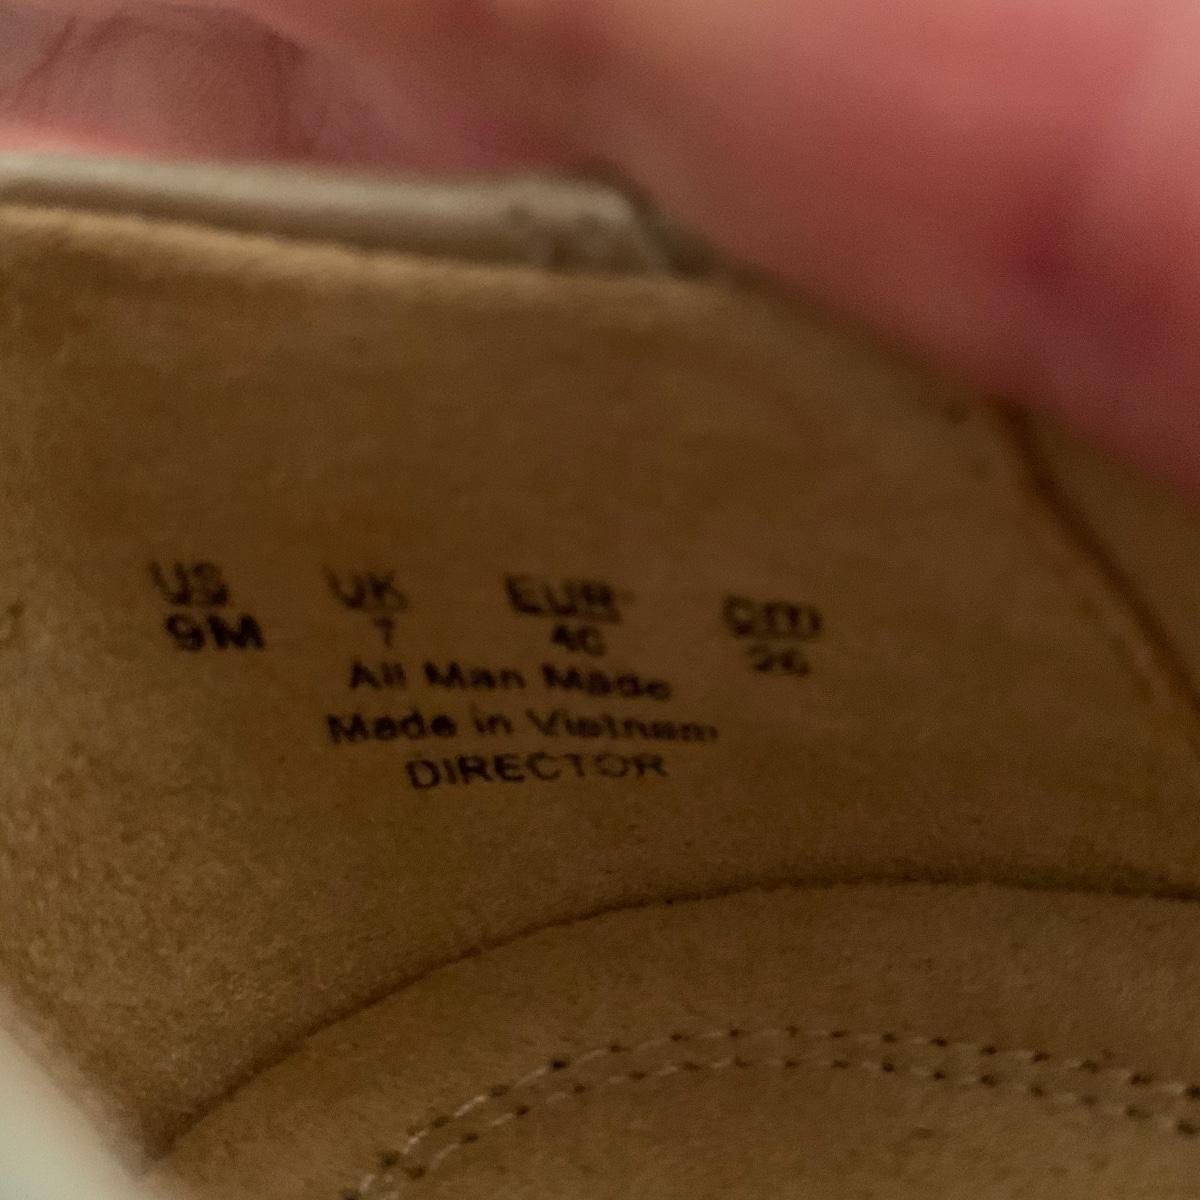 US UK EUR cm
9M 7 40 26
All Man Made
Made in Vietnam
DIRECTOR